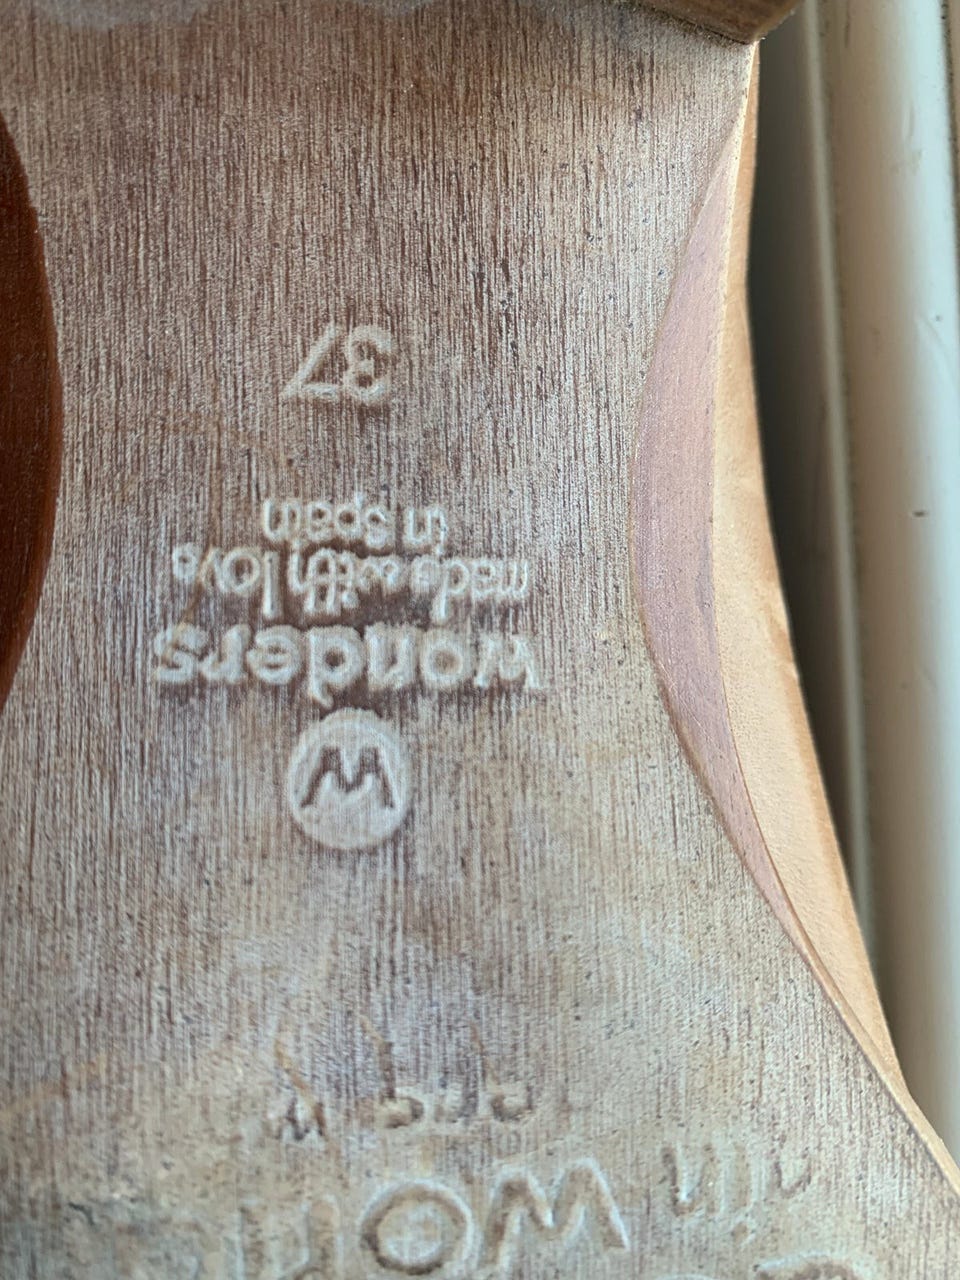 W
wonders
made with love
in spain
37